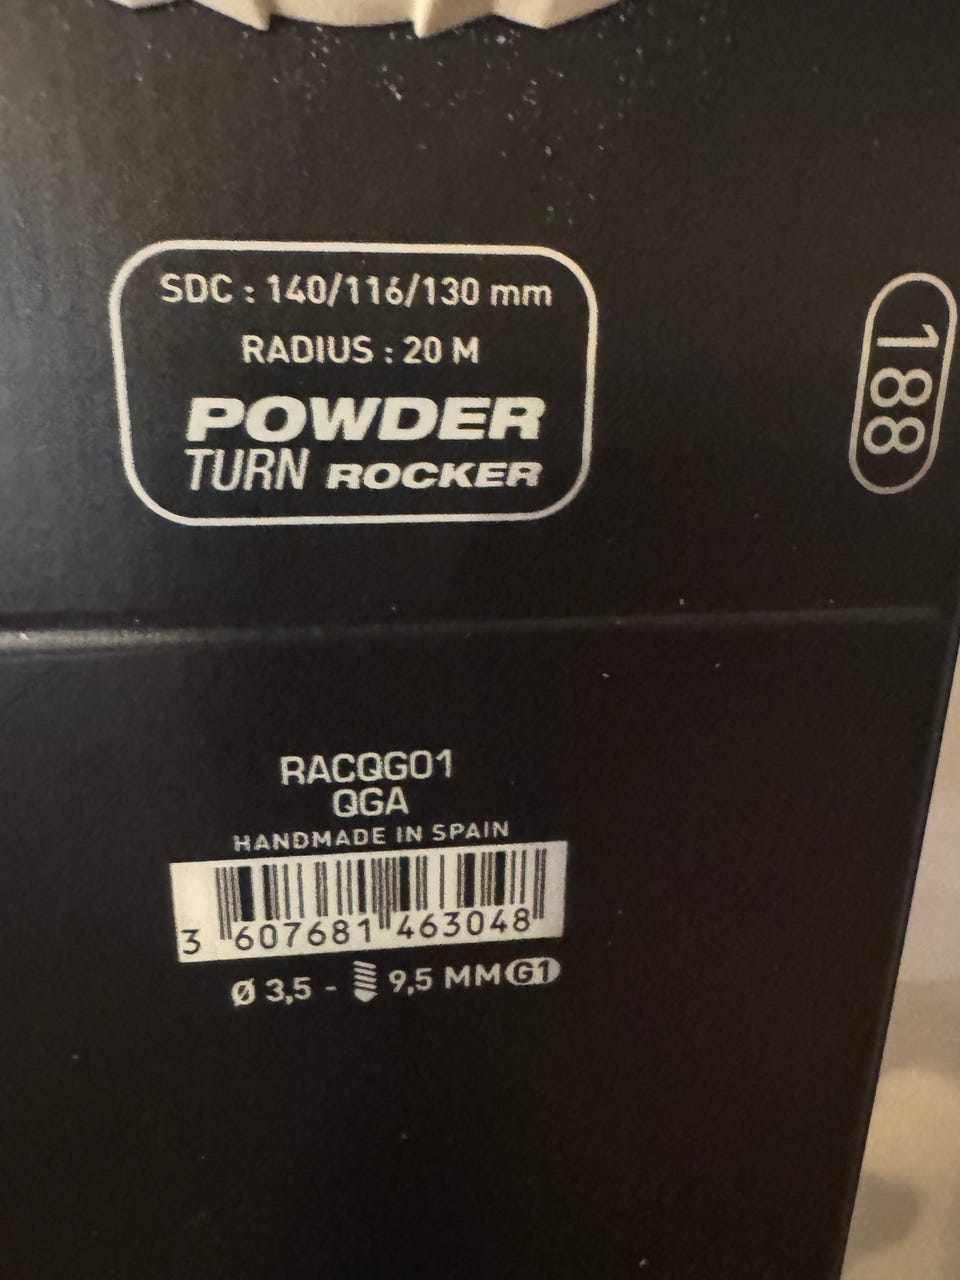 SDC : 140/116/130 mm
RADIUS : 20 M
POWDER
TURN ROCKER
188
RACQG01
QGA
HANDMADE IN SPAIN
3 607681 463048
Ø 3,5 - 9,5 MM G1